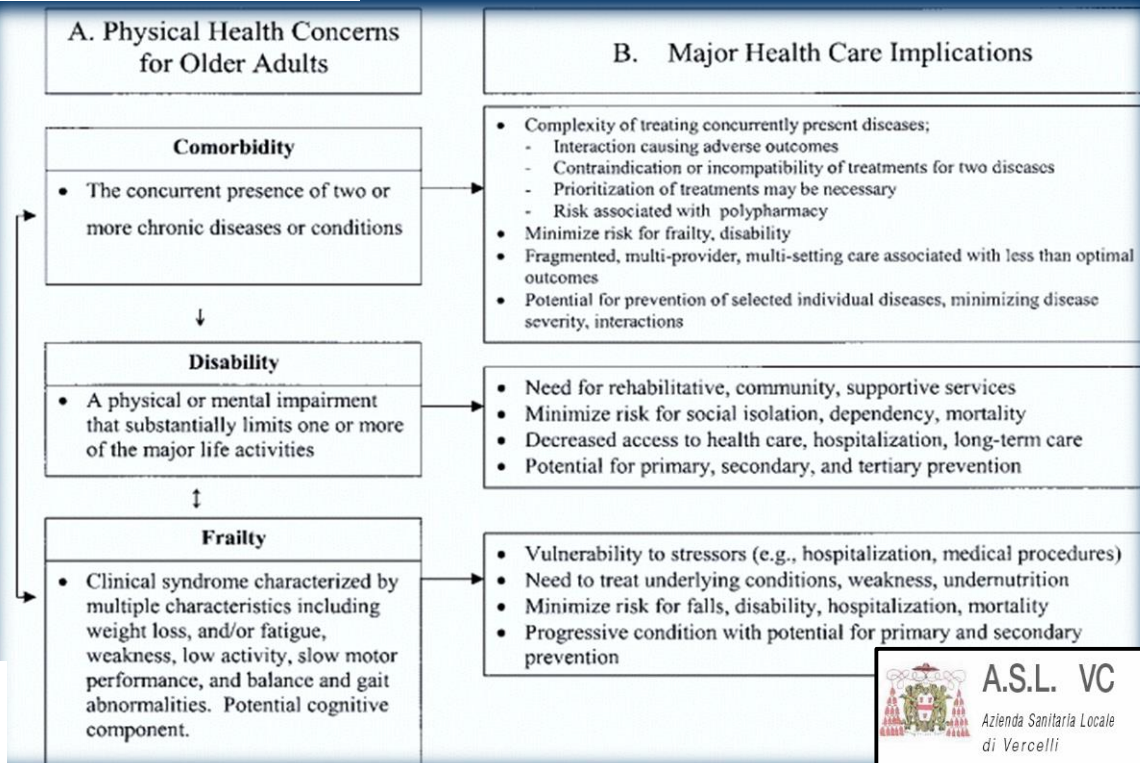 A. Physical Health Concerns
for Older Adults
B. Major Health Care Implications
Comorbidity
• The concurrent presence of two or
more chronic diseases or conditions
• Complexity of treating concurrently present diseases;
- Interaction causing adverse outcomes
- Contraindication or incompatibility of treatments for two diseases
- Prioritization of treatments may be necessary
- Risk associated with polypharmacy
• Minimize risk for frailty, disability
• Fragmented, multi-provider, multi-setting care associated with less than optimal
outcomes
• Potential for prevention of selected individual diseases, minimizing disease
severity, interactions
Disability
• A physical or mental impairment
that substantially limits one or more
of the major life activities
• Need for rehabilitative, community, supportive services
• Minimize risk for social isolation, dependency, mortality
• Decreased access to health care, hospitalization, long-term care
• Potential for primary, secondary, and tertiary prevention
Frailty
• Clinical syndrome characterized by
multiple characteristics including
weight loss, and/or fatigue,
weakness, low activity, slow motor
performance, and balance and gait
abnormalities. Potential cognitive
component.
• Vulnerability to stressors (e.g., hospitalization, medical procedures)
• Need to treat underlying conditions, weakness, undernutrition
• Minimize risk for falls, disability, hospitalization, mortality
• Progressive condition with potential for primary and secondary
prevention
A.S.L. VC
Azienda Sanitaria Locale
di Vercelli